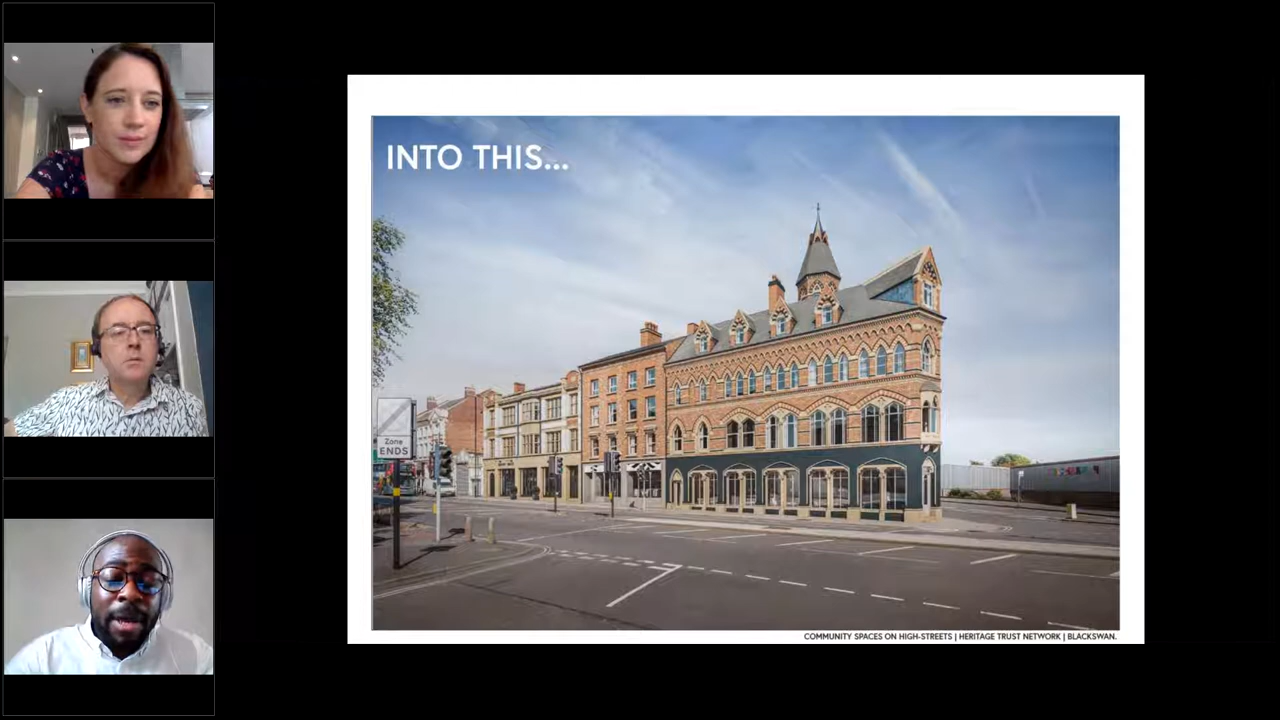 INTO THIS...
Zone
ENDS
COMMUNITY SPACES ON HIGH-STREETS | HERITAGE TRUST NETWORK | BLACKSWAN.